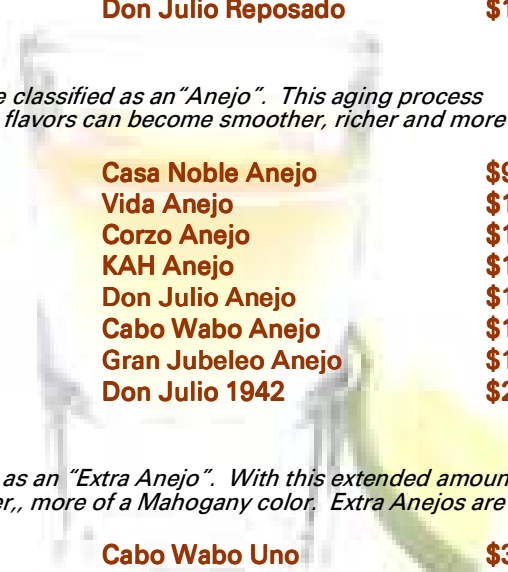 Don Julio Reposado $1
e classified as an “Anejo”. This aging process
flavors can become smoother, richer and more
Casa Noble Anejo $9
Vida Anejo $1
Corzo Anejo $1
KAH Anejo $1
Don Julio Anejo $1
Cabo Wabo Anejo $1
Gran Jubeleo Anejo $1
Don Julio 1942 $2
as an “Extra Anejo”. With this extended amoun
er,, more of a Mahogany color. Extra Anejos are
Cabo Wabo Uno $3